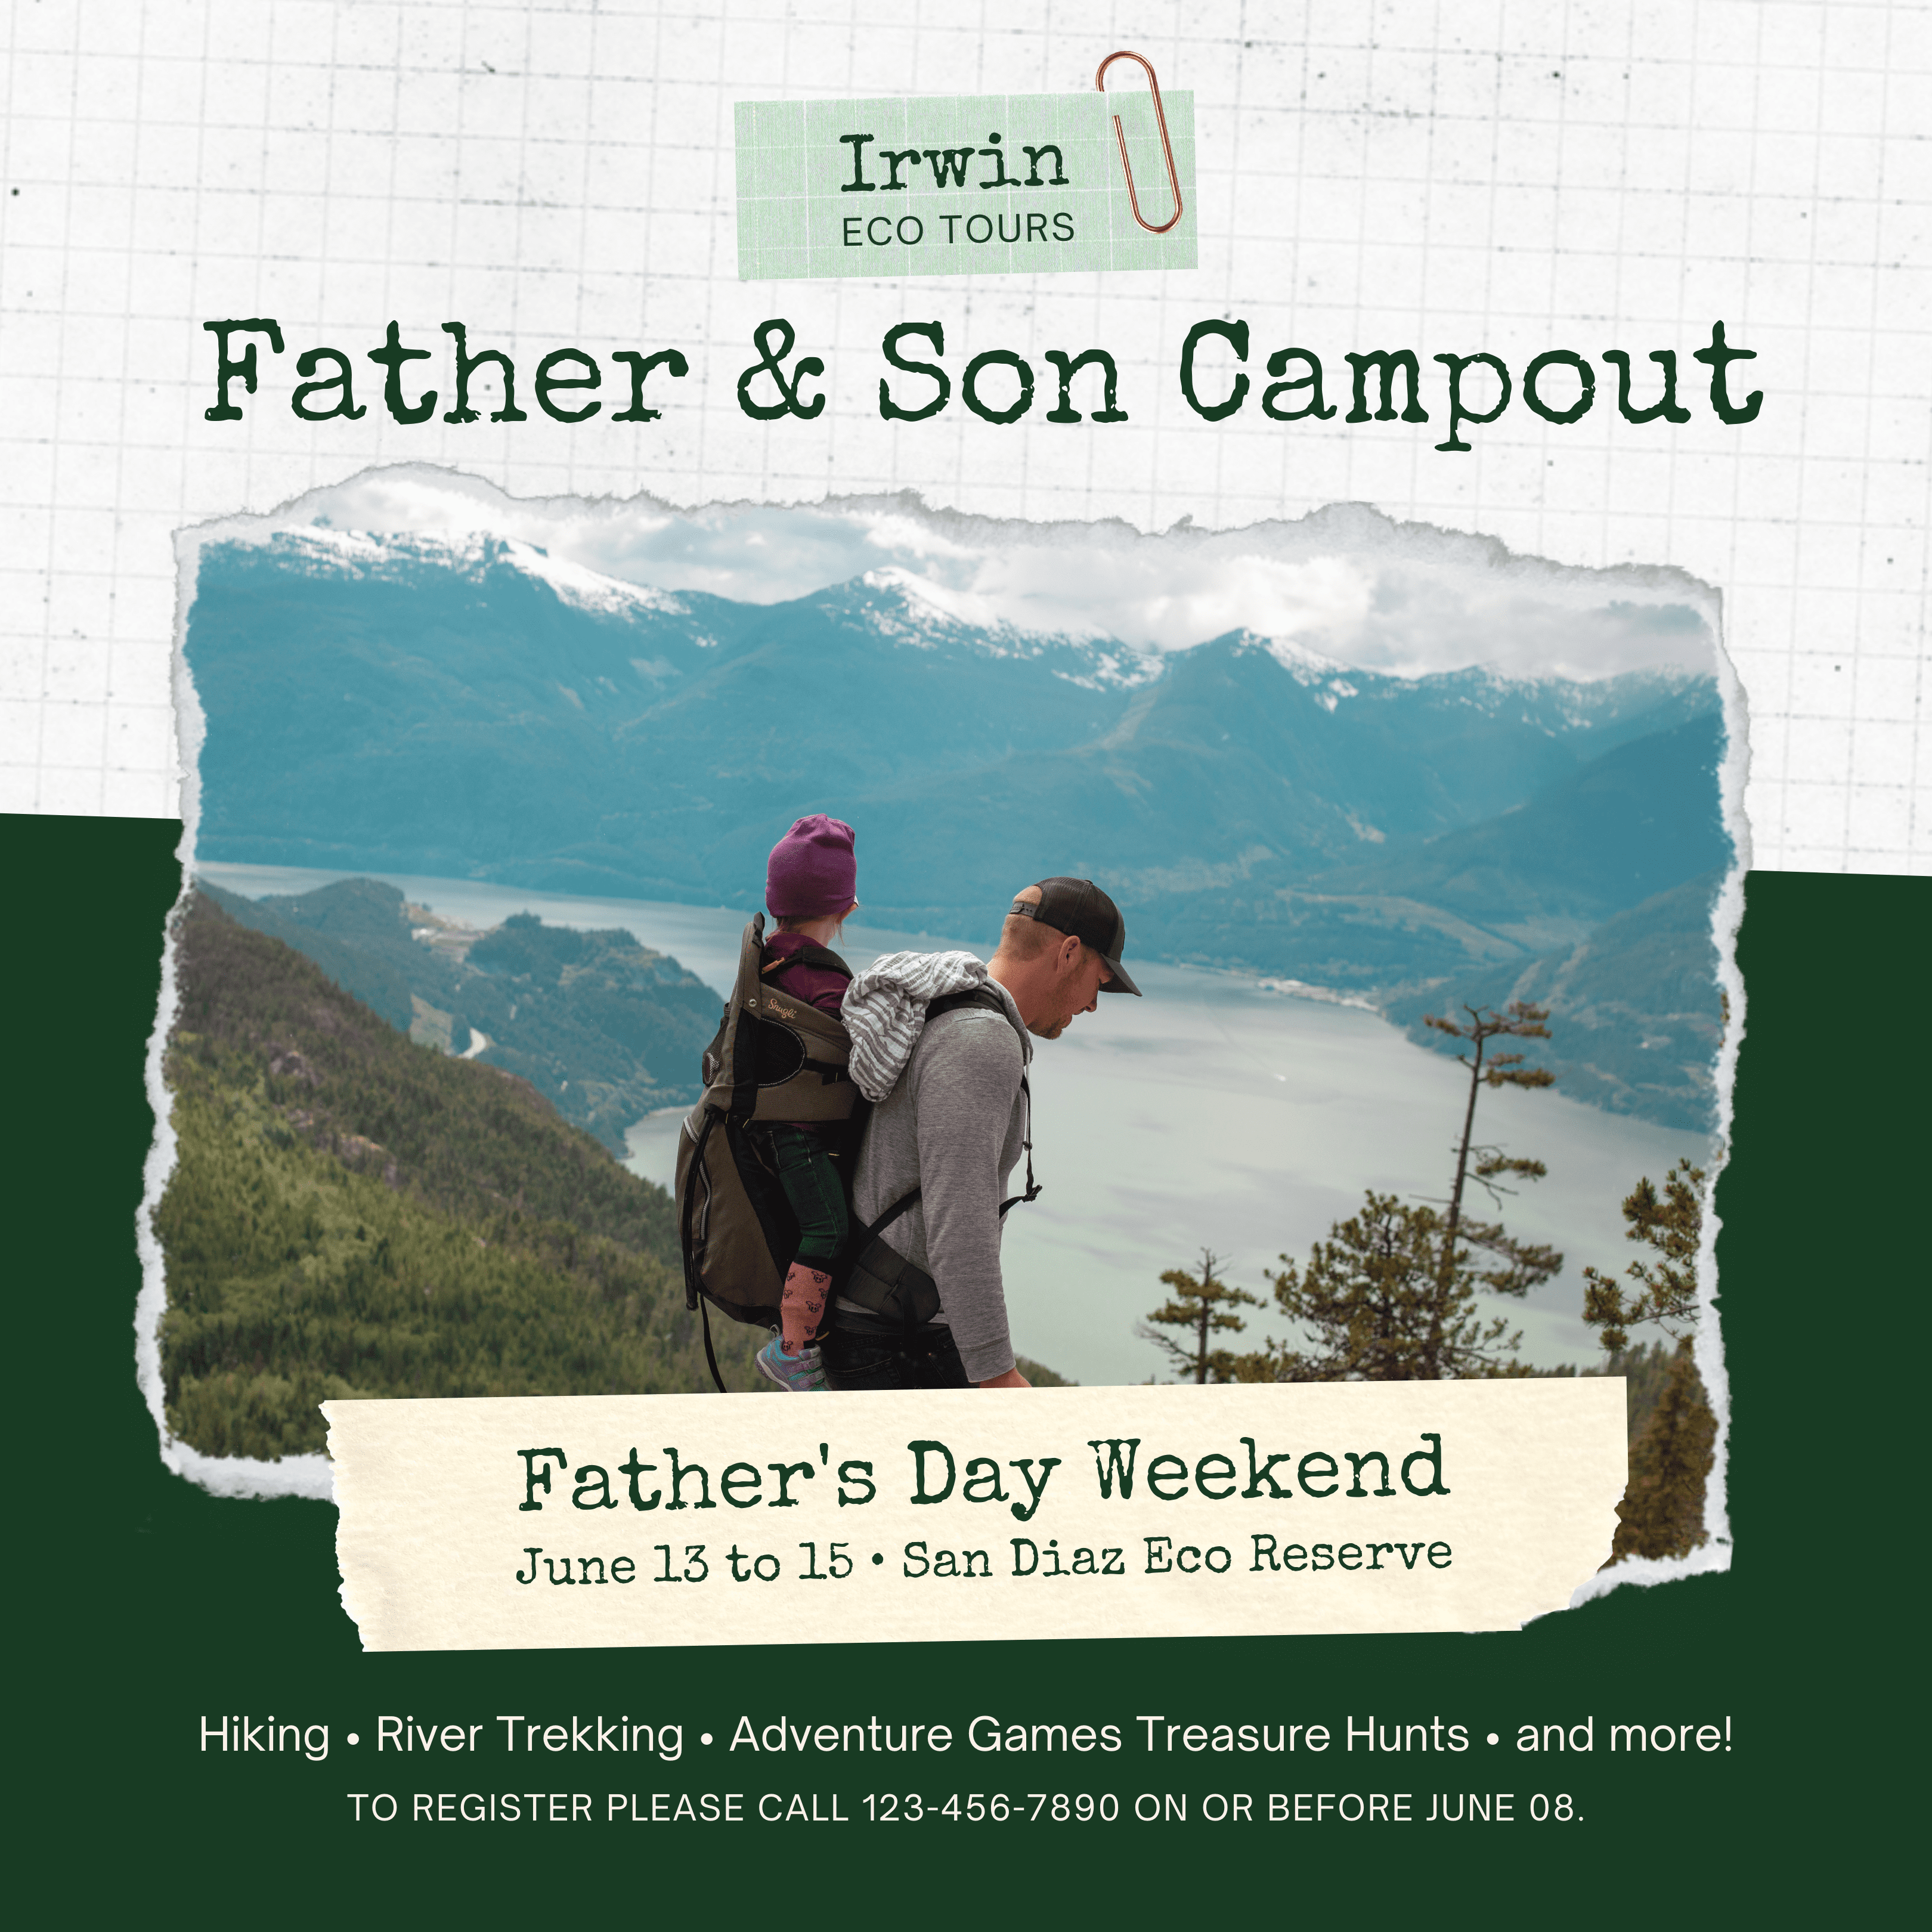 Irwin
ECO TOURS
Father & Son Campout
Snugli
Father's Day Weekend
June 13 to 15 • San Diaz Eco Reserve
Hiking • River Trekking • Adventure Games Treasure Hunts • and more!
TO REGISTER PLEASE CALL 123-456-7890 ON OR BEFORE JUNE 08.